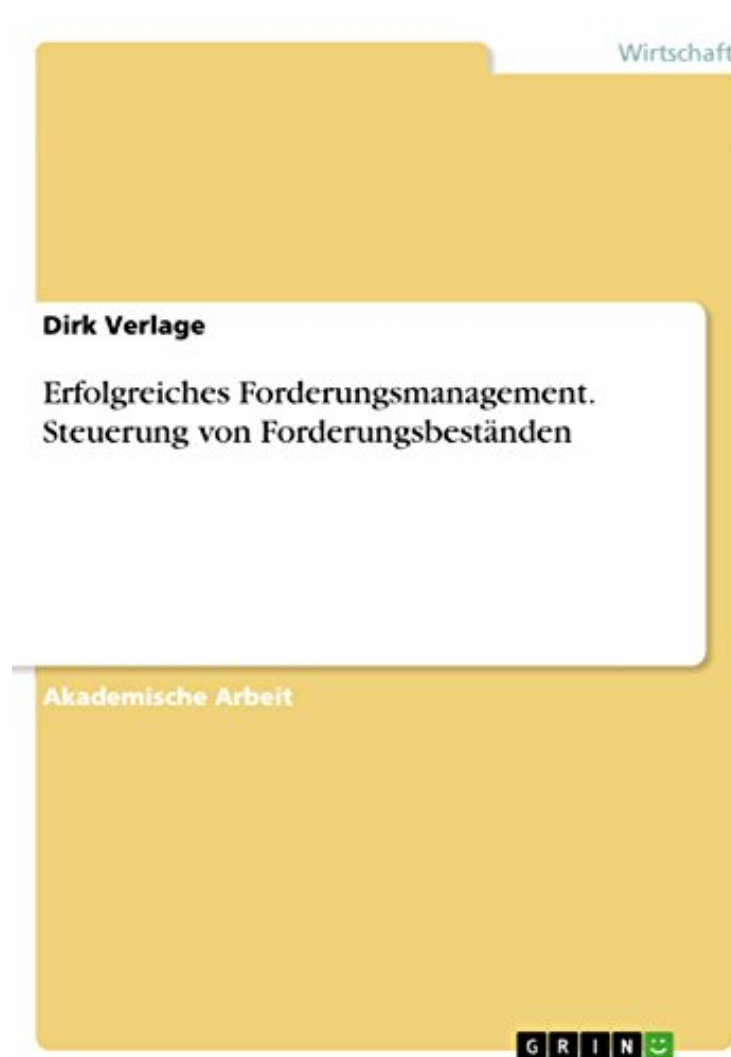 Wirtschaft
Dirk Verlage
Erfolgreiches Forderungsmanagement.
Steuerung von Forderungsbeständen
Akademische Arbeit
GRIN